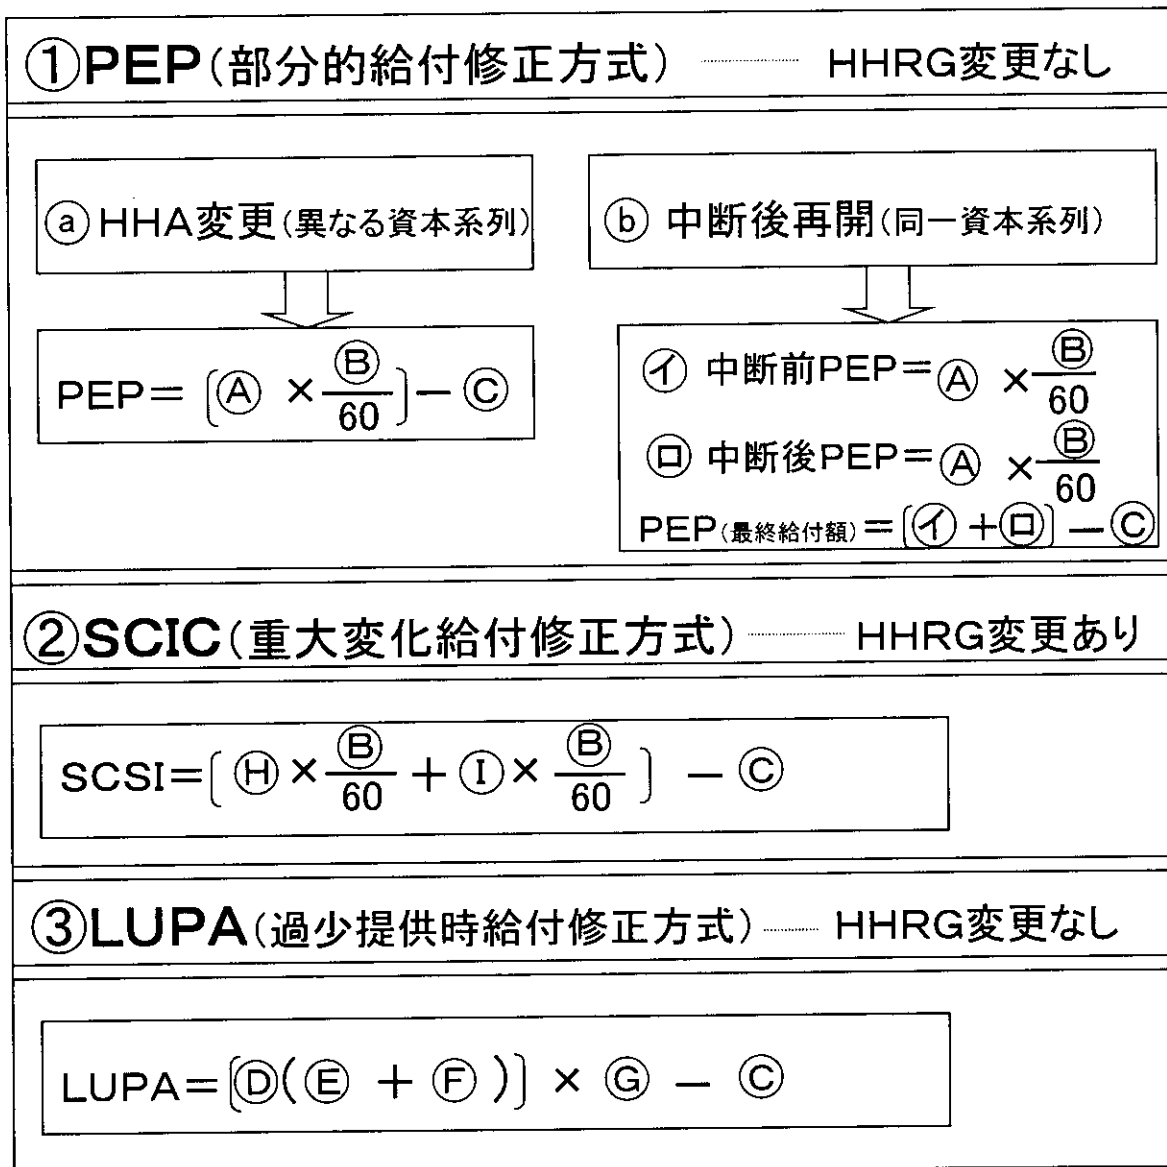 ①PEP(部分的給付修正方式) ……… HHRG変更なし
ⓐ HHA変更(異なる資本系列)
PEP=〔Ⓐ × Ⓑ/60〕− Ⓒ
ⓑ 中断後再開(同一資本系列)
㋑ 中断前PEP=Ⓐ × Ⓑ/60
㋺ 中断後PEP=Ⓐ × Ⓑ/60
PEP(最終給付額)=〔㋑ +㋺〕− Ⓒ
②SCIC(重大変化給付修正方式) ……… HHRG変更あり
SCSI=〔 Ⓗ × Ⓑ/60 + Ⓘ × Ⓑ/60 〕 − Ⓒ
③LUPA(過少提供時給付修正方式) …… HHRG変更なし
LUPA=〔Ⓓ(Ⓔ + Ⓕ )〕 × Ⓖ − Ⓒ